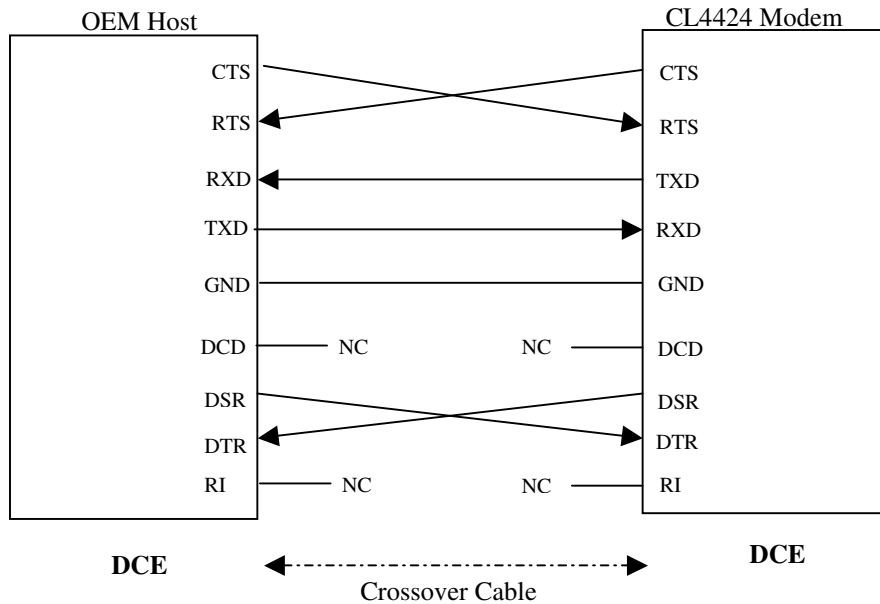 OEM Host
CL4424 Modem
CTS
CTS
RTS
RTS
RXD
TXD
TXD
RXD
GND
GND
DCD
NC
NC
DCD
DSR
DSR
DTR
DTR
RI
NC
NC
RI
DCE
DCE
Crossover Cable